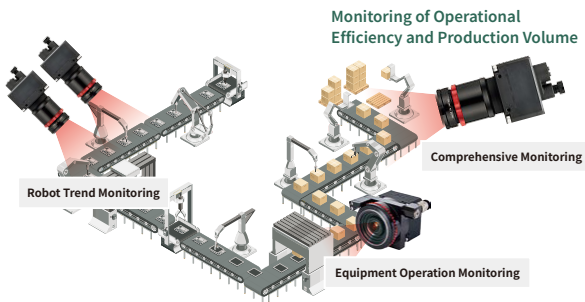 Monitoring of Operational
Efficiency and Production Volume
Comprehensive Monitoring
Robot Trend Monitoring
Equipment Operation Monitoring